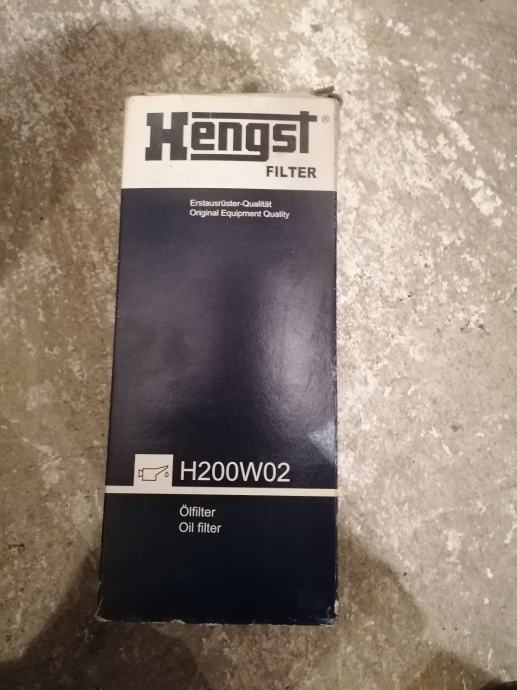 Hengst®
FILTER
Erstausrüster-Qualität
Original Equipment Quality
H200W02
Ölfilter
Oil filter